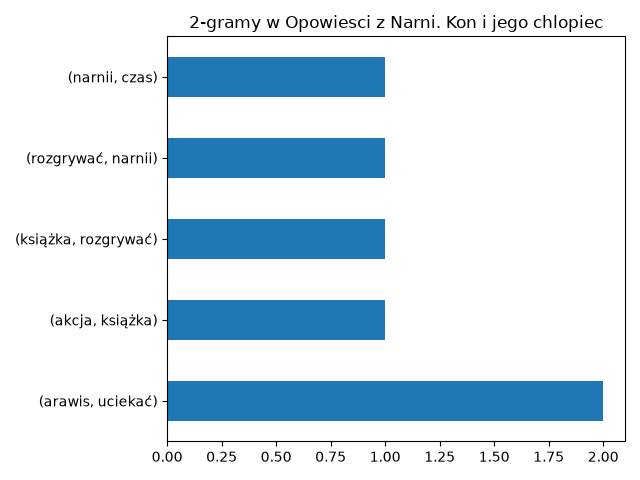 2-gramy w Opowiesci z Narni. Kon i jego chlopiec
(narnii, czas)
(rozgrywać, narnii)
(książka, rozgrywać)
(akcja, książka)
(arawis, uciekać)
0.00 0.25 0.50 0.75 1.00 1.25 1.50 1.75 2.00